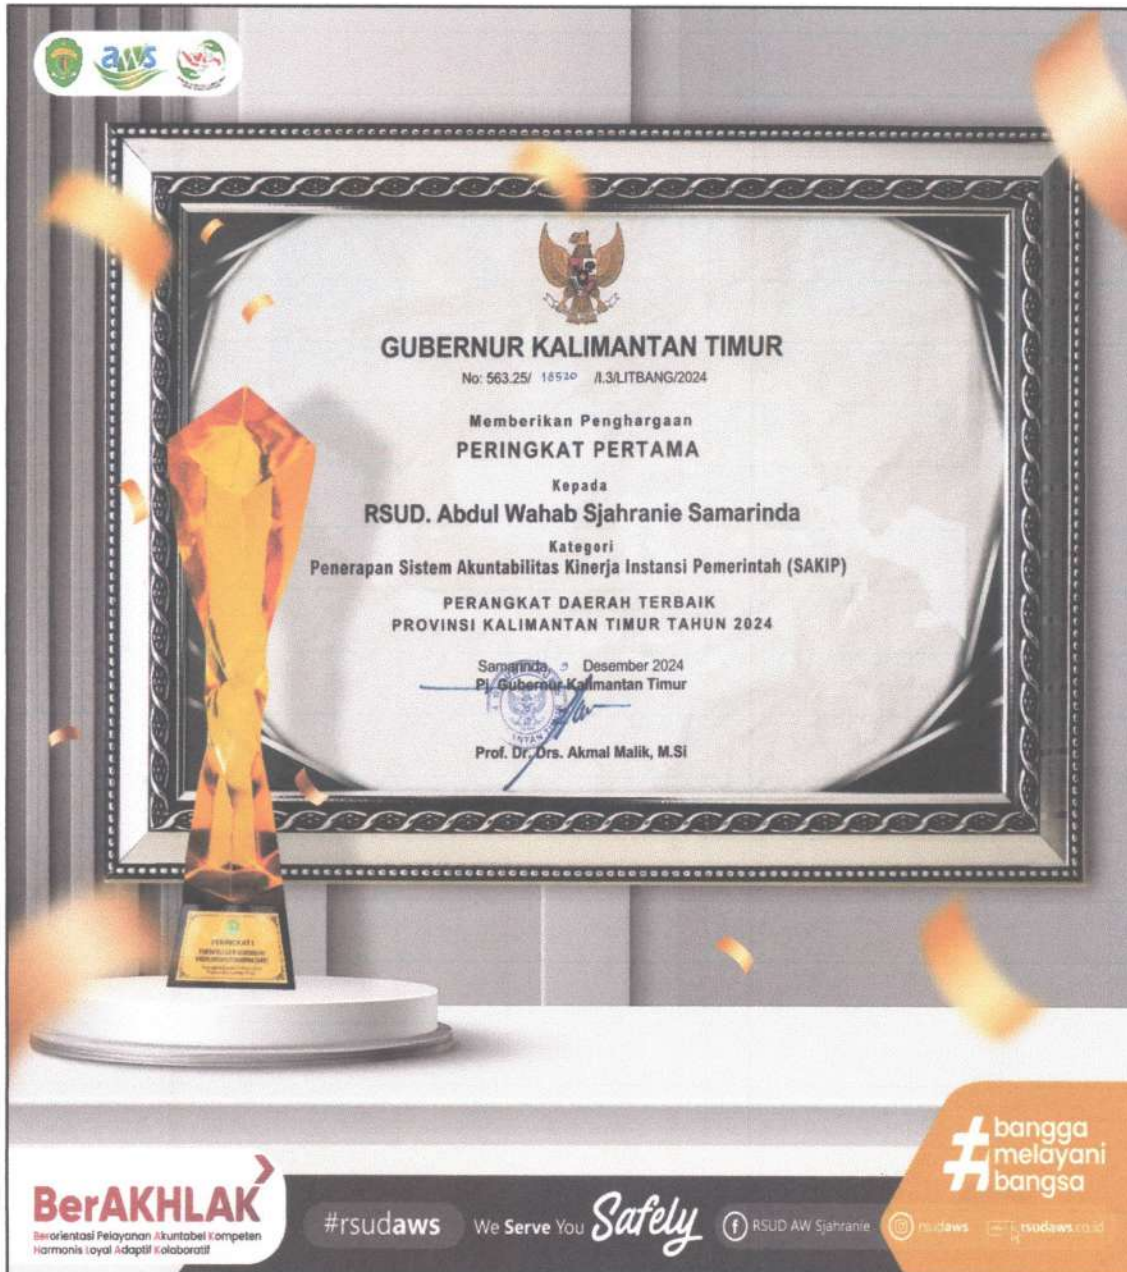 aws
GUBERNUR KALIMANTAN TIMUR
No: 563.25/ 18520 /I.3/LITBANG/2024
Memberikan Penghargaan
PERINGKAT PERTAMA
Kepada
RSUD. Abdul Wahab Sjahranie Samarinda
Kategori
Penerapan Sistem Akuntabilitas Kinerja Instansi Pemerintah (SAKIP)
PERANGKAT DAERAH TERBAIK
PROVINSI KALIMANTAN TIMUR TAHUN 2024
Samarinda, 9 Desember 2024
Pj. Gubernur Kalimantan Timur
Prof. Dr. Drs. Akmal Malik, M.Si
PERINGKAT I
#bangga
melayani
bangsa
BerAKHLAK
Berorientasi Pelayanan Akuntabel Kompeten
Harmonis Loyal Adaptif Kolaboratif
#rsudaws
We Serve You Safely
RSUD AW Sjahranie
rsudaws
rsudaws.co.id